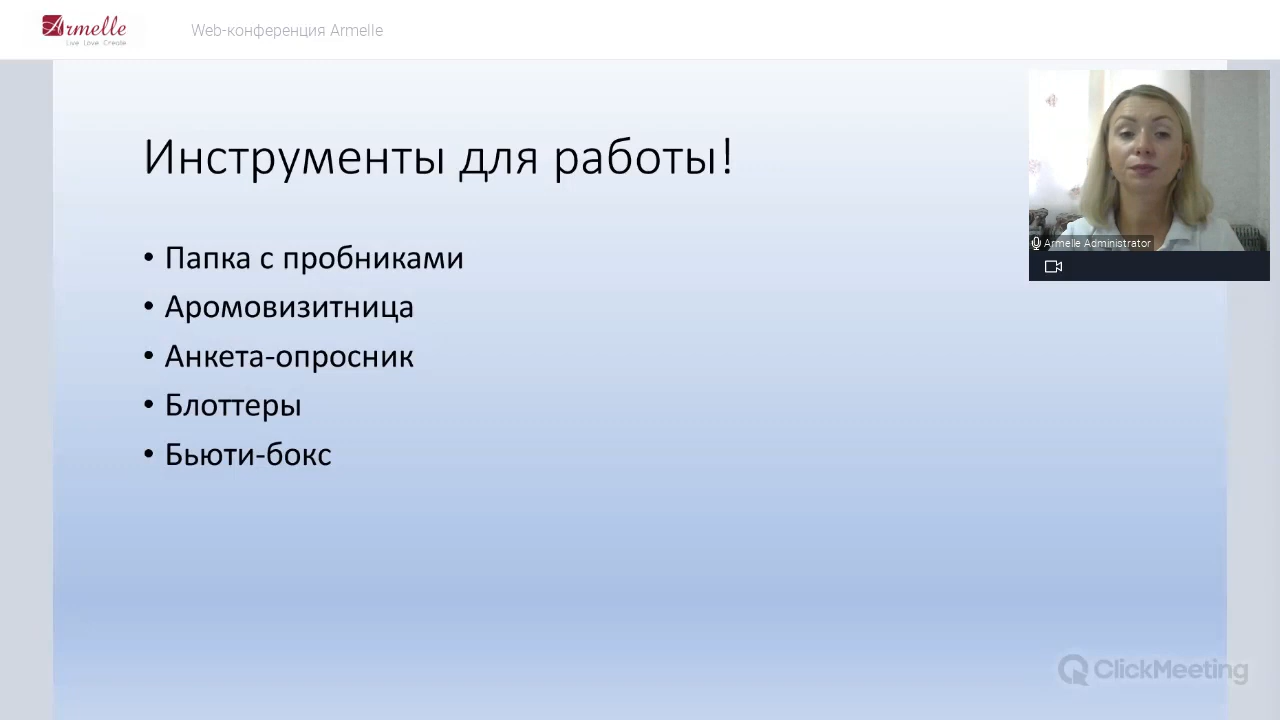 Armelle
Live Love Create
Web-конференция Armelle
Инструменты для работы!
• Папка с пробниками
• Аромовизитница
• Анкета-опросник
• Блоттеры
• Бьюти-бокс
Armelle Administrator
ClickMeeting